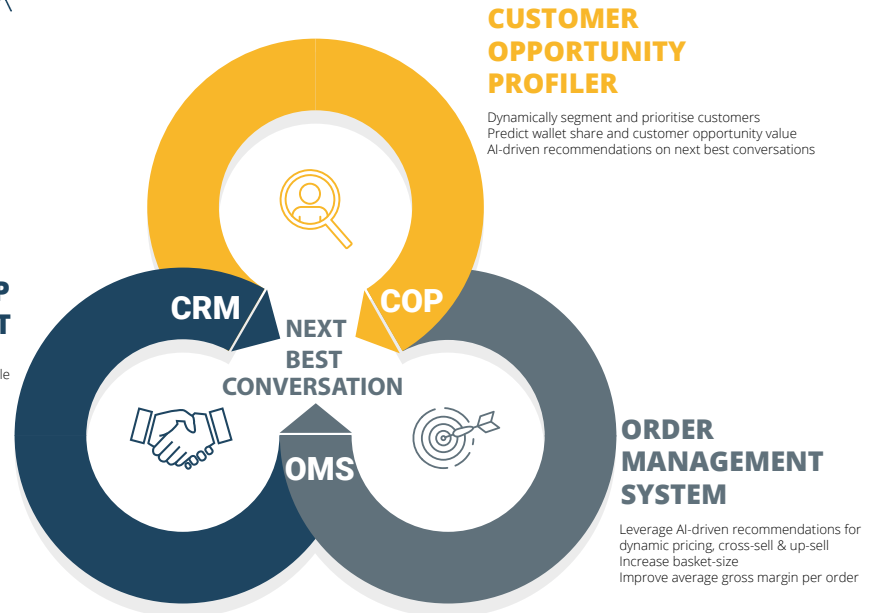 CUSTOMER
OPPORTUNITY
PROFILER
Dynamically segment and prioritise customers
Predict wallet share and customer opportunity value
AI-driven recommendations on next best conversations
P
T
le
CRM
COP
NEXT
BEST
CONVERSATION
OMS
ORDER
MANAGEMENT
SYSTEM
Leverage AI-driven recommendations for
dynamic pricing, cross-sell & up-sell
Increase basket-size
Improve average gross margin per order